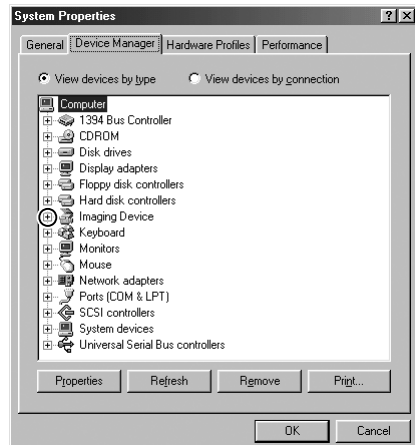 System Properties
General Device Manager Hardware Profiles Performance
View devices by type View devices by connection
Computer
1394 Bus Controller
CDROM
Disk drives
Display adapters
Floppy disk controllers
Hard disk controllers
Imaging Device
Keyboard
Monitors
Mouse
Network adapters
Ports (COM & LPT)
SCSI controllers
System devices
Universal Serial Bus controllers
Properties Refresh Remove Print...
OK Cancel